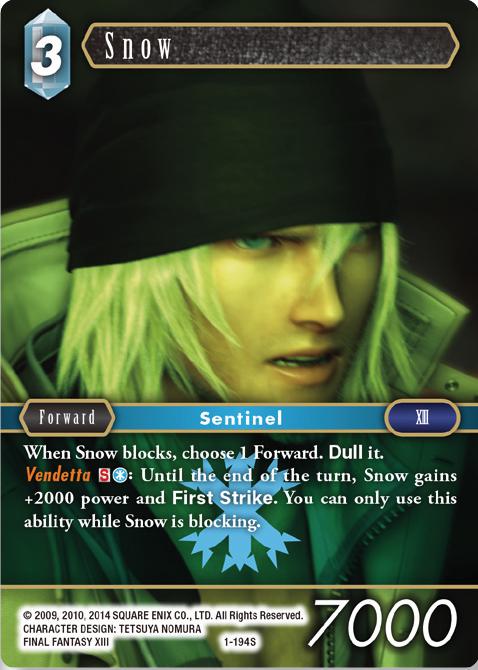 3
Snow
Forward
Sentinel
XIII
When Snow blocks, choose 1 Forward. Dull it.
Vendetta S: Until the end of the turn, Snow gains
+2000 power and First Strike. You can only use this
ability while Snow is blocking.
© 2009, 2010, 2014 SQUARE ENIX CO., LTD. All Rights Reserved.
CHARACTER DESIGN: TETSUYA NOMURA
FINAL FANTASY XIII
1-194S
7000